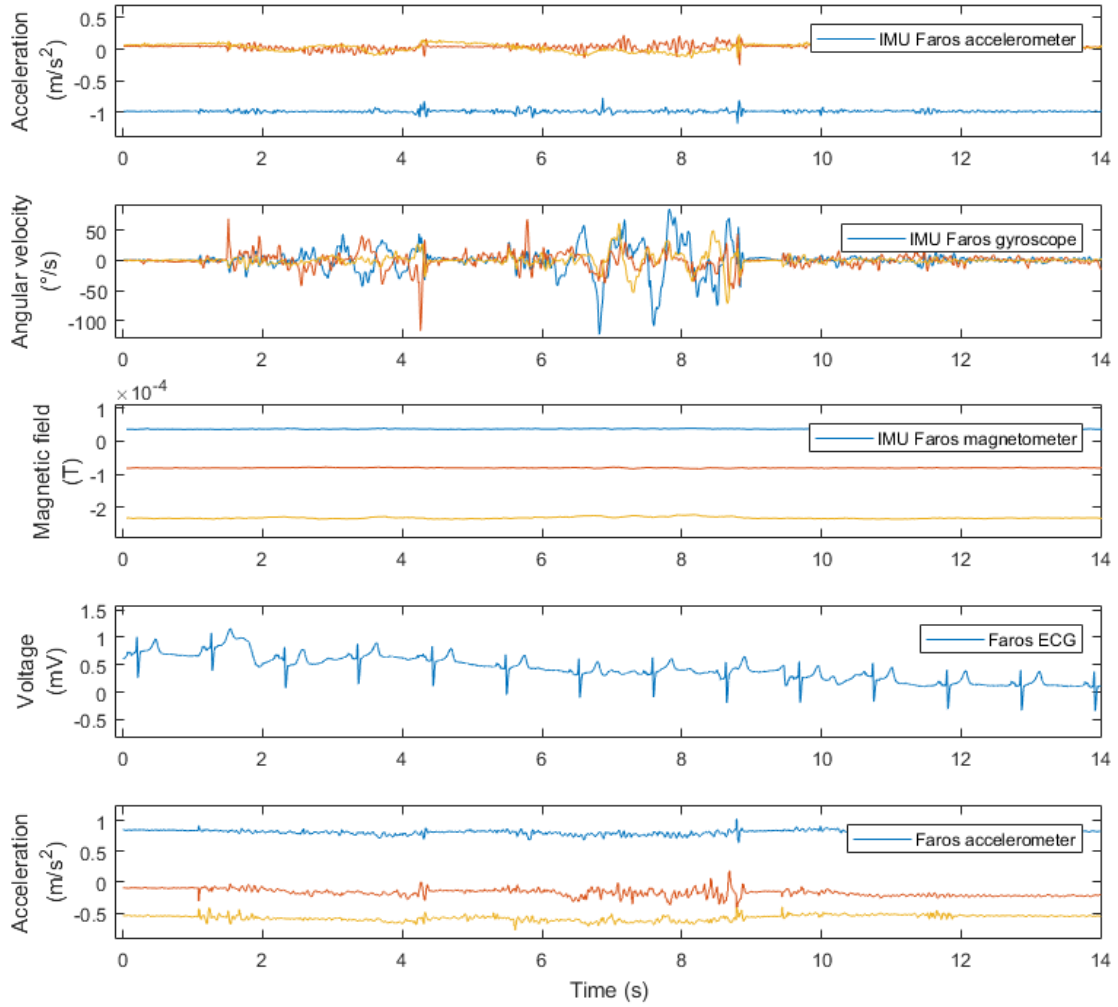 Acceleration
(m/s²)
0.5
0
-0.5
-1
IMU Faros accelerometer
0 2 4 6 8 10 12 14
Angular velocity
(°/s)
50
0
-50
-100
IMU Faros gyroscope
0 2 4 6 8 10 12 14
× 10⁻⁴
Magnetic field
(T)
1
0
-1
-2
IMU Faros magnetometer
0 2 4 6 8 10 12 14
Voltage
(mV)
1.5
1
0.5
0
-0.5
Faros ECG
0 2 4 6 8 10 12 14
Acceleration
(m/s²)
1
0.5
0
-0.5
Faros accelerometer
0 2 4 6 8 10 12 14
Time (s)